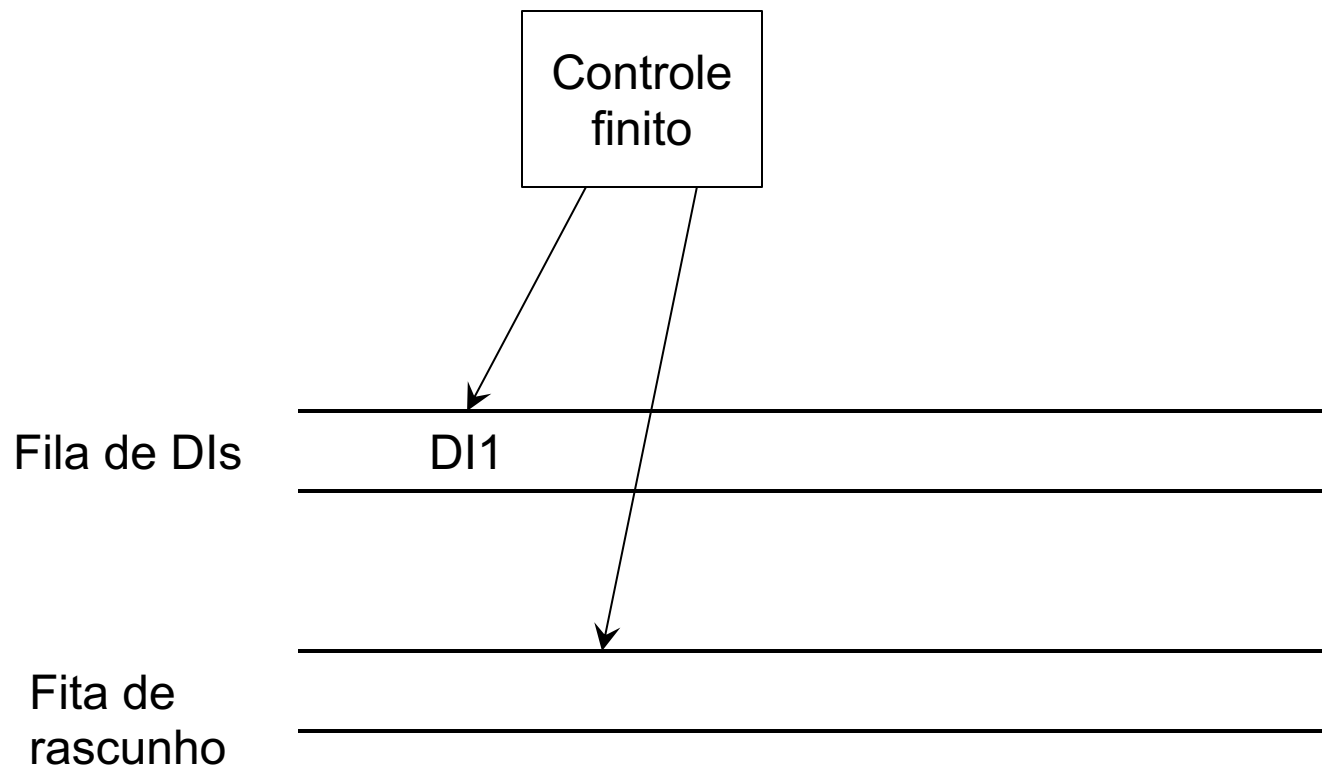 Controle
finito
Fila de DIs
DI1
Fita de
rascunho